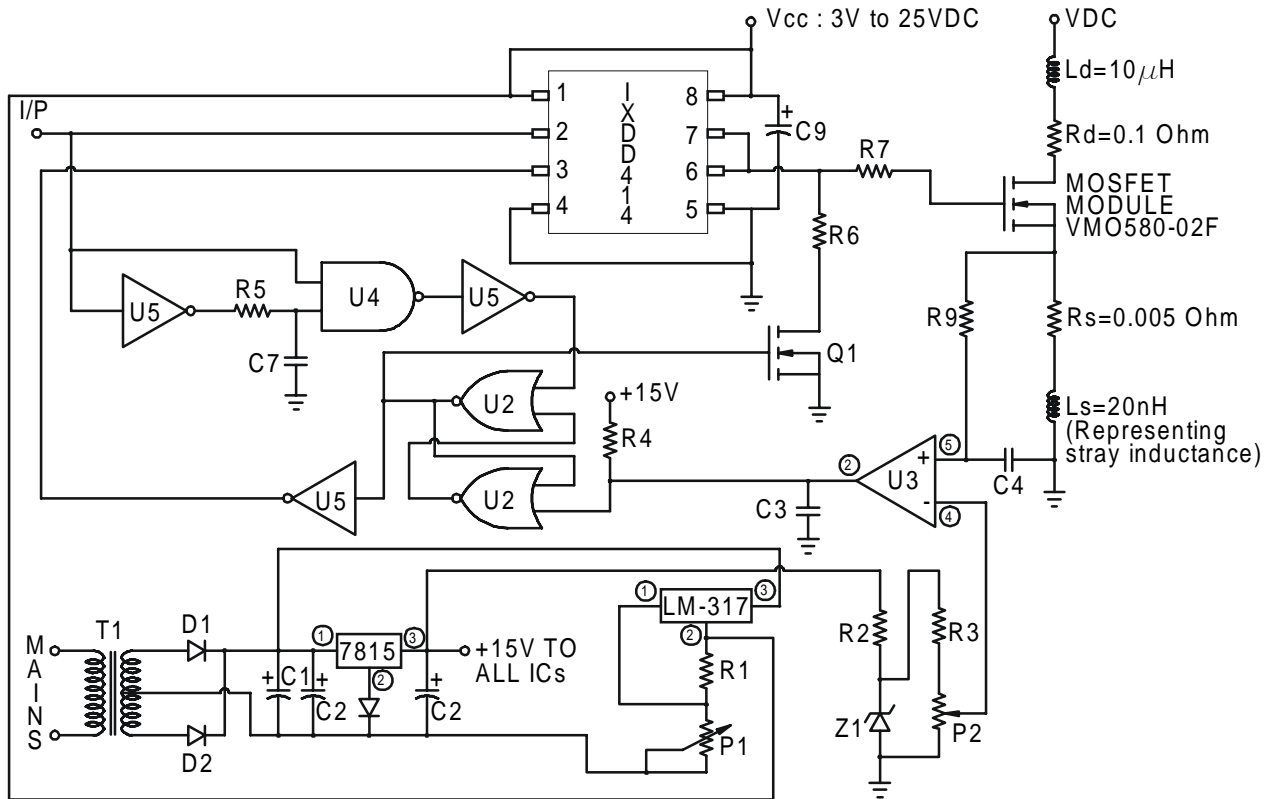 Vcc : 3V to 25VDC
VDC
Ld=10μH
Rd=0.1 Ohm
I/P
1
2
3
4
IXDD414
8
7
6
5
+
C9
R7
MOSFET
MODULE
VMO580-02F
R6
R5
U5
U4
U5
C7
Q1
R9
Rs=0.005 Ohm
U2
+15V
R4
Ls=20nH
(Representing
stray inductance)
U5
U2
2
U3
+
-
5
4
C4
C3
MAINS
T1
D1
D2
+
C1
+
C2
1
7815
3
2
+
C2
+15V TO
ALL ICs
1
LM-317
3
2
R1
P1
R2
R3
Z1
P2